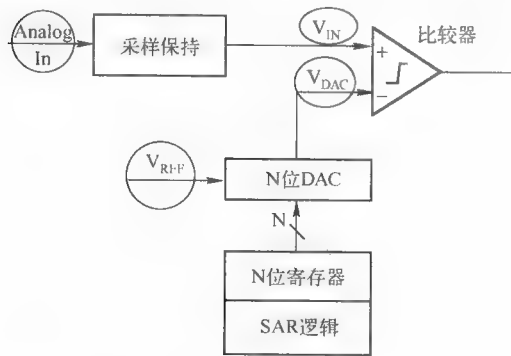 Analog
In
采样保持
V_IN
比较器
+
V_DAC
−
V_REF
N位DAC
N
N位寄存器
SAR逻辑